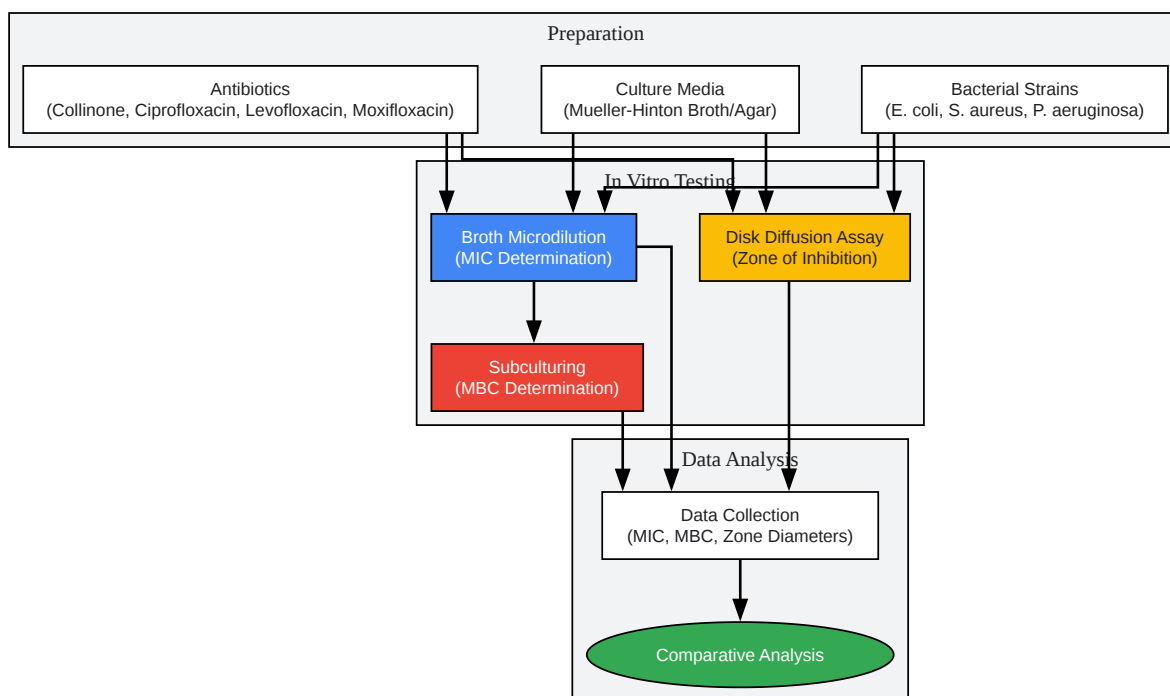 Preparation
Antibiotics
(Collinone, Ciprofloxacin, Levofloxacin, Moxifloxacin)
Culture Media
(Mueller-Hinton Broth/Agar)
Bacterial Strains
(E. coli, S. aureus, P. aeruginosa)
In Vitro Testing
Broth Microdilution
(MIC Determination)
Disk Diffusion Assay
(Zone of Inhibition)
Subculturing
(MBC Determination)
Data Analysis
Data Collection
(MIC, MBC, Zone Diameters)
Comparative Analysis